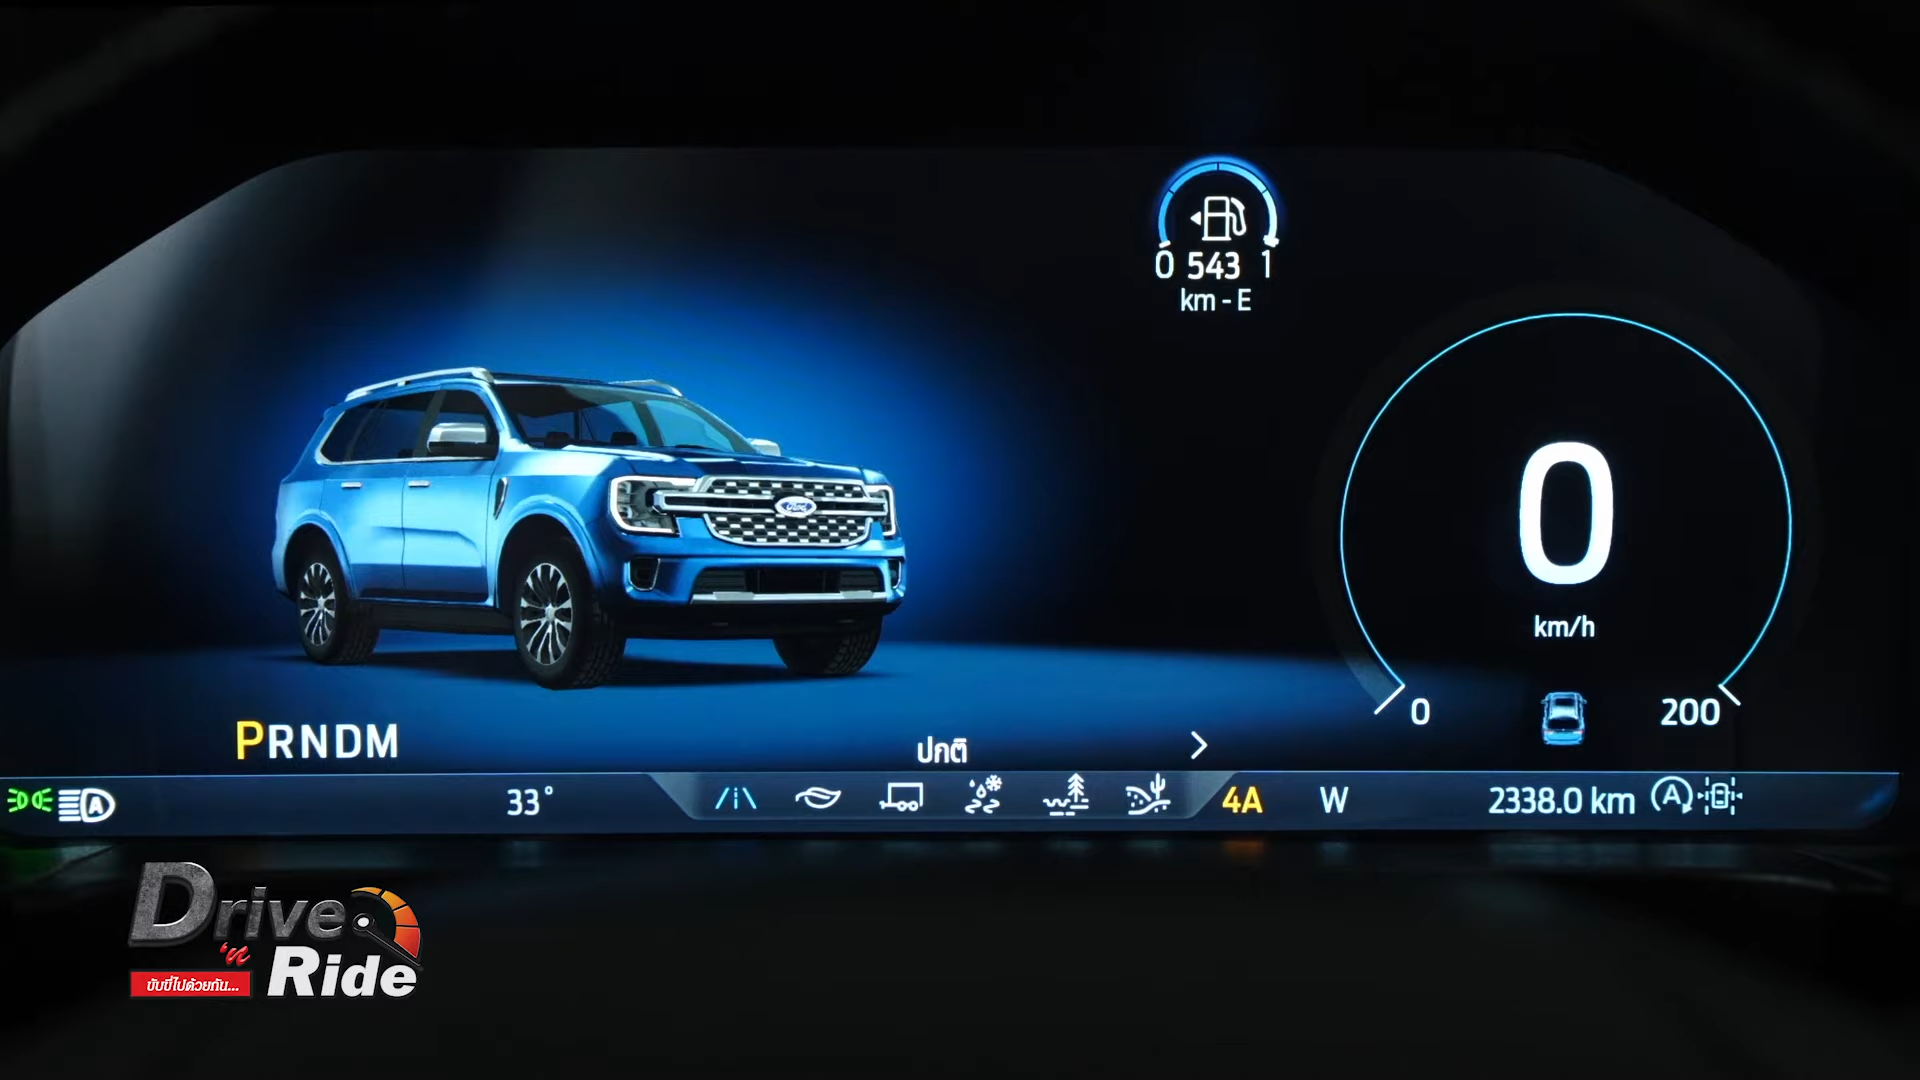 0 543 1
km - E
Ford
0
km/h
0 200
PRNDM
ปกติ
A
33°
4A
W
2338.0 km
A
Drive
'n
Ride
ขับขี่ไปด้วยกัน...